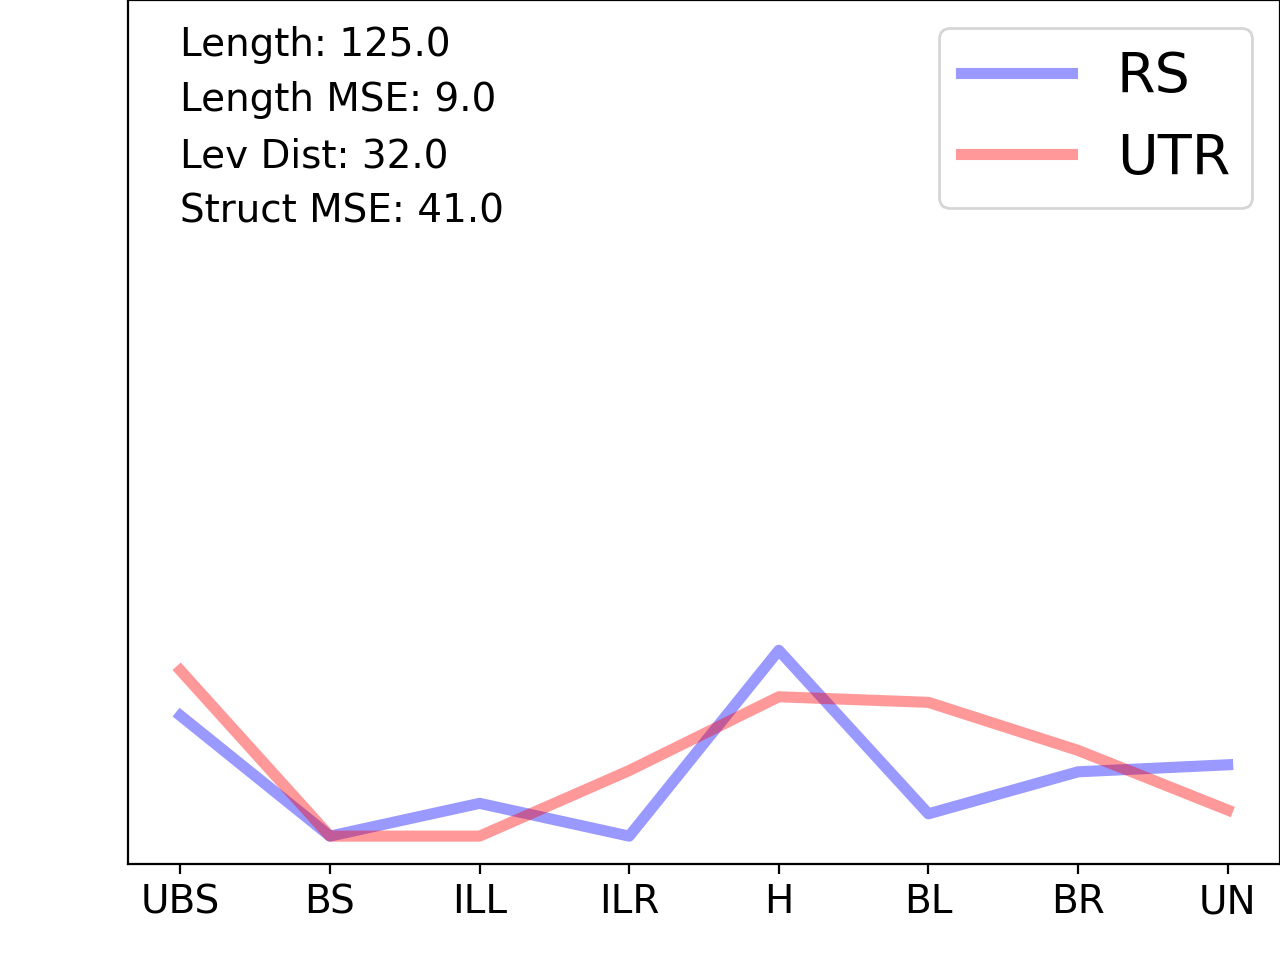 Length: 125.0
Length MSE: 9.0
Lev Dist: 32.0
Struct MSE: 41.0
RS
UTR
UBS BS ILL ILR H BL BR UN